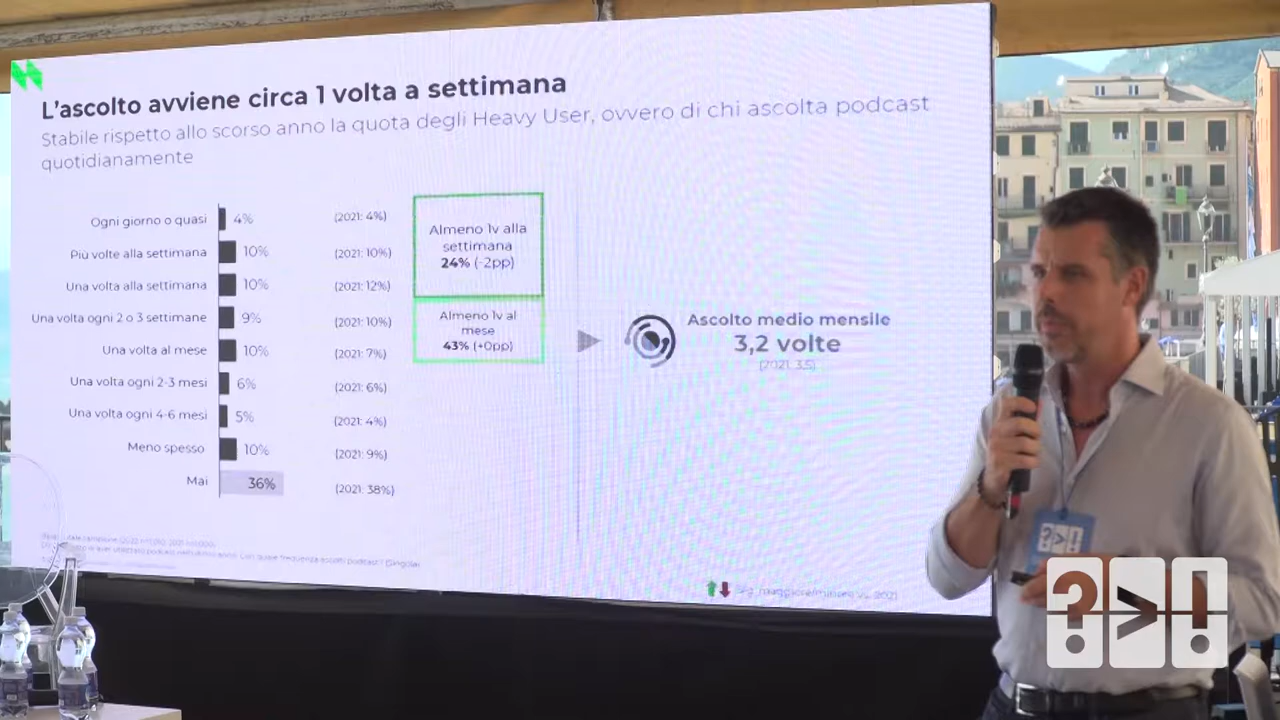 L'ascolto avviene circa 1 volta a settimana
Stabile rispetto allo scorso anno la quota degli Heavy User, ovvero di chi ascolta podcast
quotidianamente
Ogni giorno o quasi 4% (2021: 4%)
Più volte alla settimana 10% (2021: 10%)
Una volta alla settimana 10% (2021: 12%)
Una volta ogni 2 o 3 settimane 9% (2021: 10%)
Una volta al mese 10% (2021: 7%)
Una volta ogni 2-3 mesi 6% (2021: 6%)
Una volta ogni 4-6 mesi 5% (2021: 4%)
Meno spesso 10% (2021: 9%)
Mai 36% (2021: 38%)
Almeno 1v alla
settimana
24% (-2pp)
Almeno 1v al
mese
43% (+0pp)
Ascolto medio mensile
3,2 volte
(2021: 3,5)
?>!
?>!